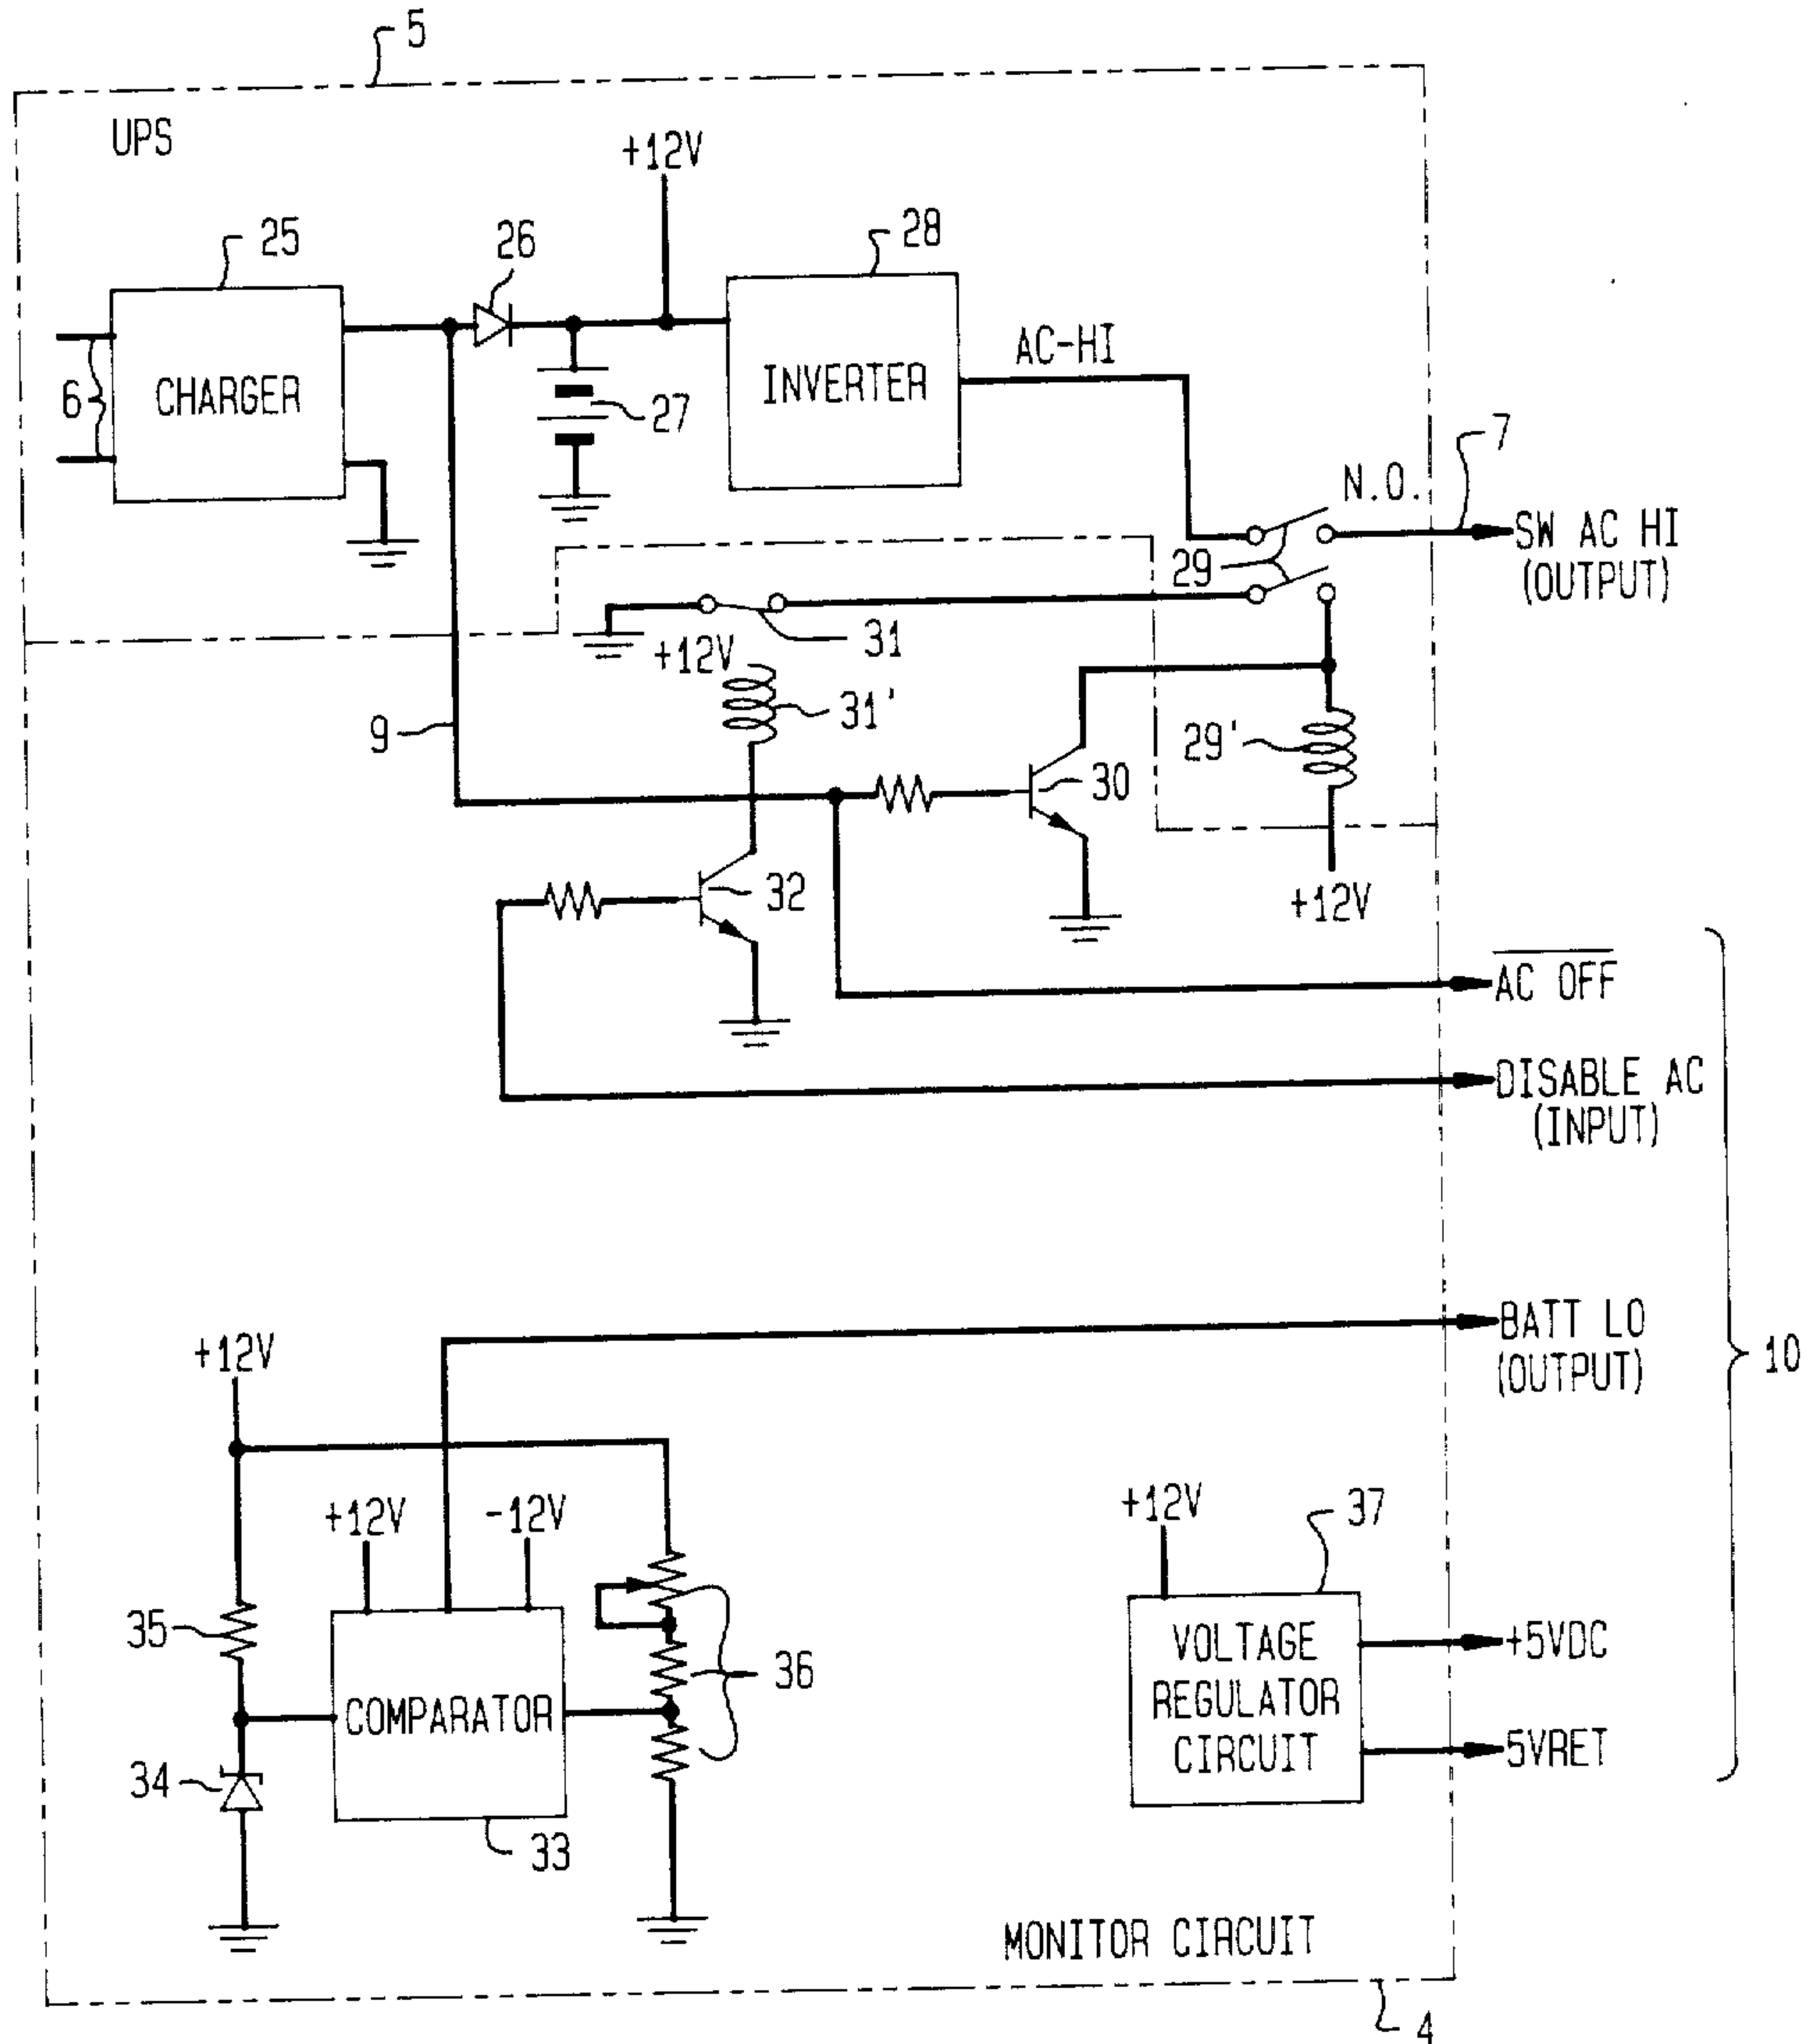 5
UPS
+12V
25
26
28
CHARGER
6
27
INVERTER
AC-HI
7
N.O.
SW AC HI
(OUTPUT)
29
31
+12V
31'
9
29'
30
+12V
32
A̅C̅ ̅O̅F̅F̅
DISABLE AC
(INPUT)
BATT LO
(OUTPUT)
10
+12V
+12V
-12V
+12V
37
35
36
COMPARATOR
VOLTAGE
REGULATOR
CIRCUIT
+5VDC
5VRET
34
33
MONITOR CIRCUIT
4